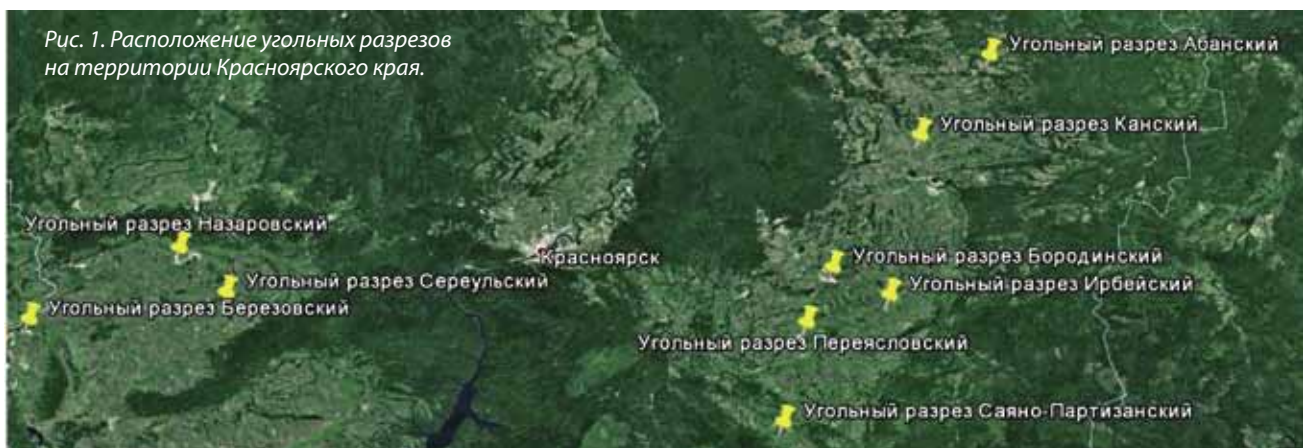 Рис. 1. Расположение угольных разрезов
на территории Красноярского края.
Угольный разрез Абанский
Угольный разрез Канский
Угольный разрез Назаровский
Красноярск
Угольный разрез Бородинский
Угольный разрез Сереульский
Угольный разрез Ирбейский
Угольный разрез Березовский
Угольный разрез Переясловский
Угольный разрез Саяно-Партизанский